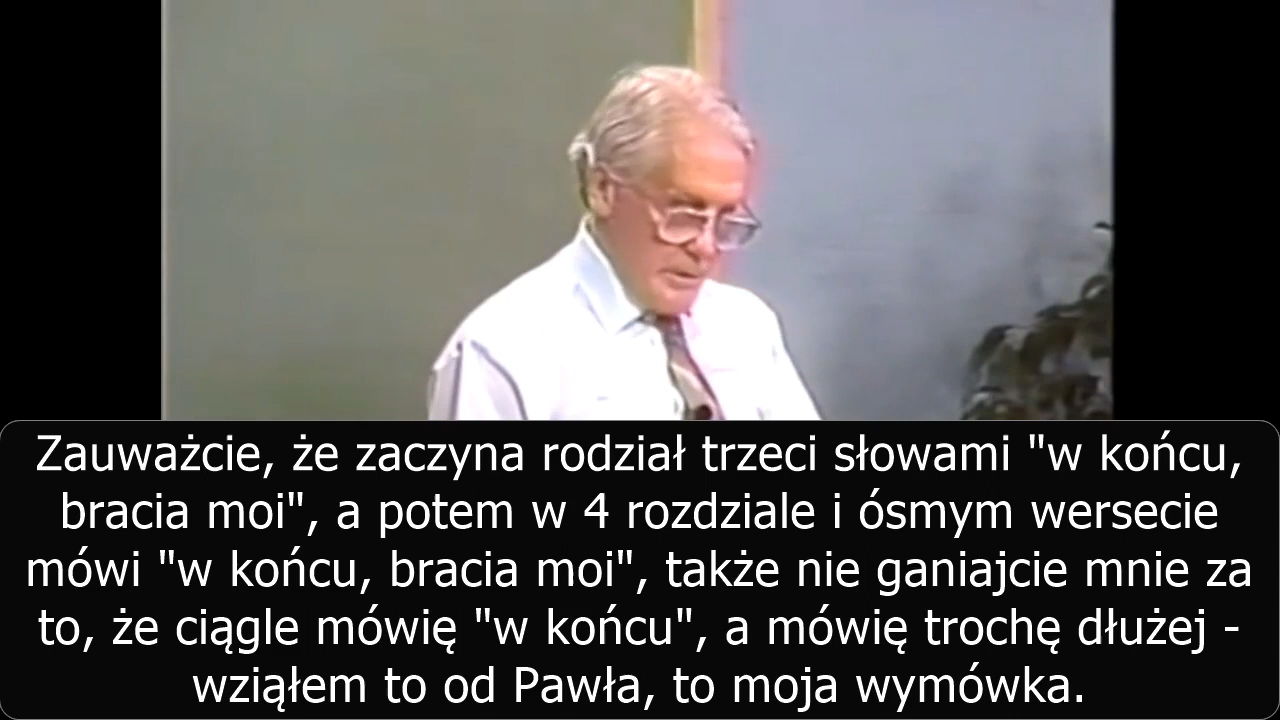 Zauważcie, że zaczyna rodział trzeci słowami "w końcu,
bracia moi", a potem w 4 rozdziale i ósmym wersecie
mówi "w końcu, bracia moi", także nie ganiajcie mnie za
to, że ciągle mówię "w końcu", a mówię trochę dłużej -
wziąłem to od Pawła, to moja wymówka.